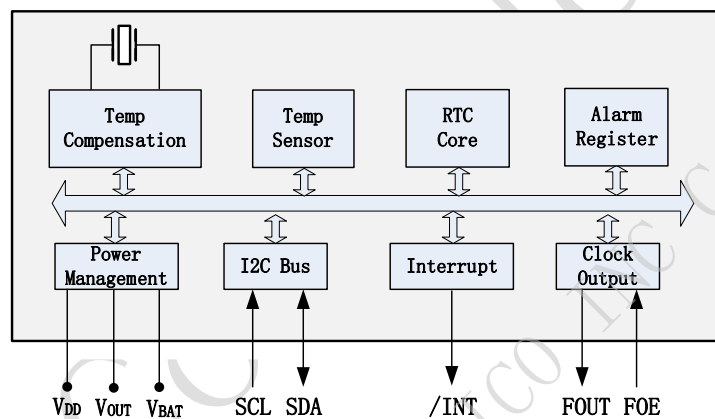 Temp
Compensation
Temp
Sensor
RTC
Core
Alarm
Register
Power
Management
I2C Bus
Interrupt
Clock
Output
VDD VOUT VBAT SCL SDA /INT FOUT FOE
INC